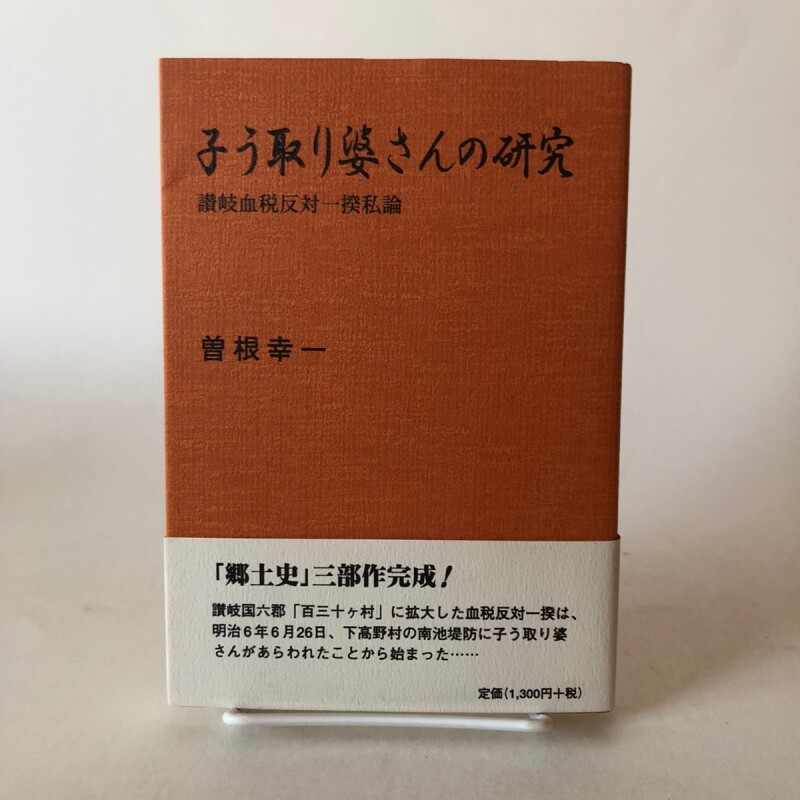 子う取り婆さんの研究
讃岐血税反対一揆私論
曽根幸一
「郷土史」三部作完成!
讃岐国六郡「百三十ヶ村」に拡大した血税反対一揆は、
明治6年6月26日、下高野村の南池堤防に子う取り婆
さんがあらわれたことから始まった……
定価(1,300円+税)